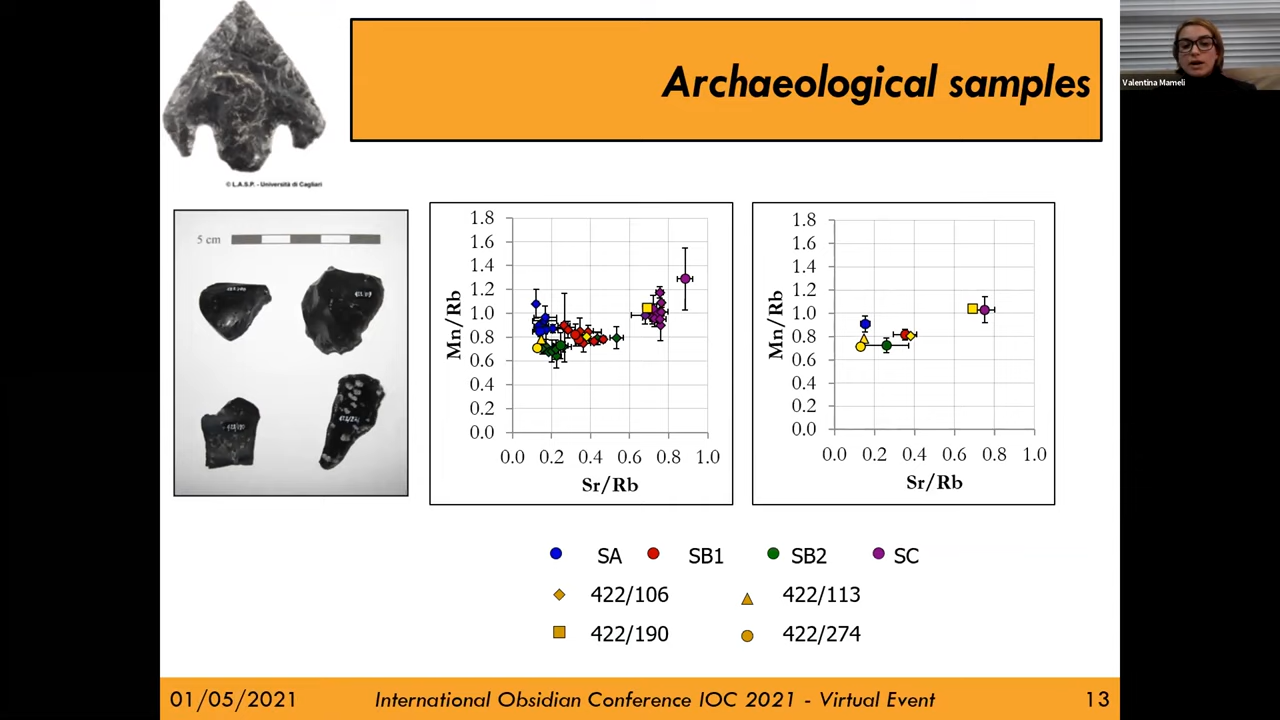 Archaeological samples
Valentina Mameli
© L.A.S.P. - Università di Cagliari
5 cm
1.8
1.6
1.4
1.2
1.0
0.8
0.6
0.4
0.2
0.0
Mn/Rb
0.0 0.2 0.4 0.6 0.8 1.0
Sr/Rb
1.8
1.6
1.4
1.2
1.0
0.8
0.6
0.4
0.2
0.0
Mn/Rb
0.0 0.2 0.4 0.6 0.8 1.0
Sr/Rb
SA SB1 SB2 SC
422/106 422/113
422/190 422/274
01/05/2021 International Obsidian Conference IOC 2021 - Virtual Event 13